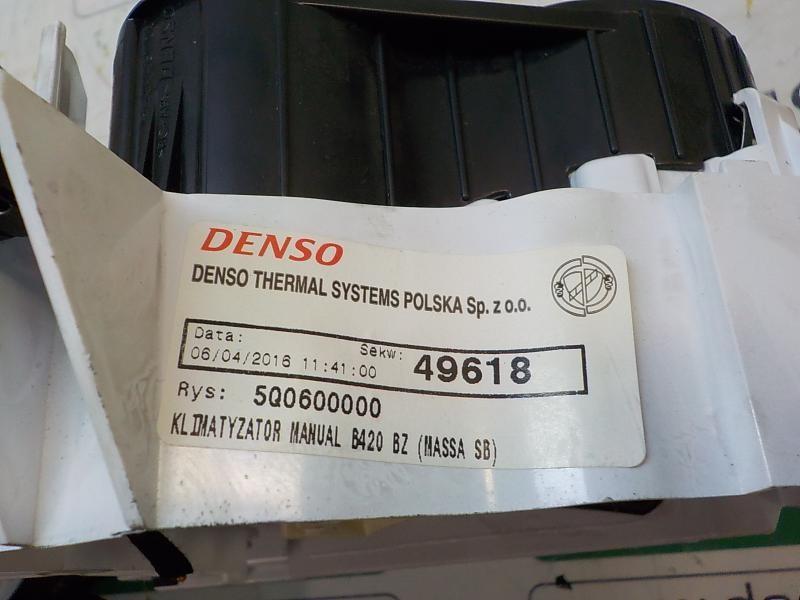 DENSO
DENSO THERMAL SYSTEMS POLSKA Sp. z o.o.
Data:
06/04/2016 11:41:00
Sekw: 49618
Rys: 5Q0600000
KLIMATYZATOR MANUAL B420 BZ (MASSA SB)